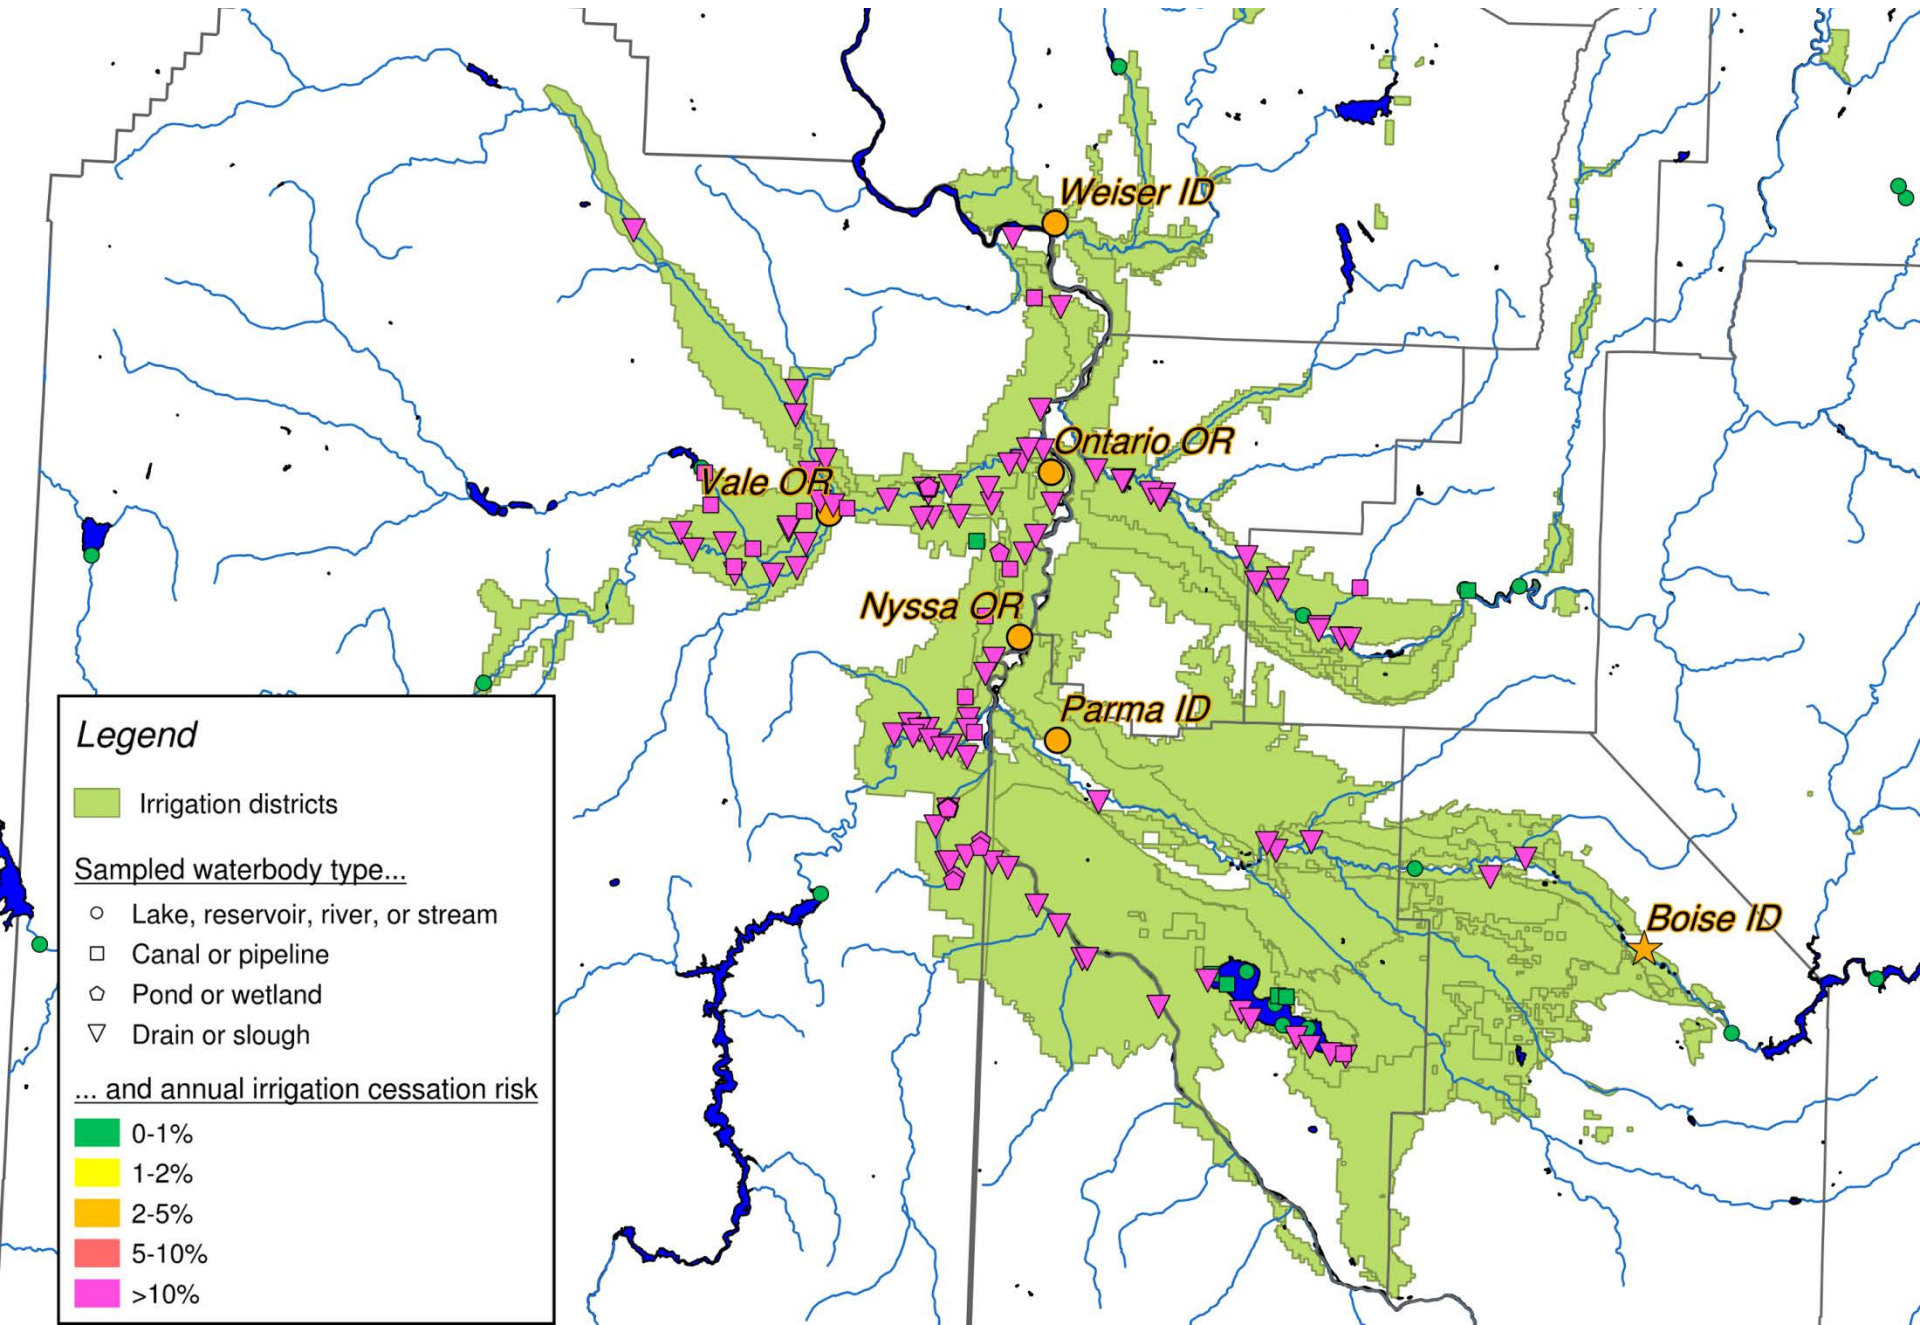 Weiser ID
Ontario OR
Vale OR
Nyssa OR
Parma ID
Boise ID
Legend
Irrigation districts
Sampled waterbody type...
Lake, reservoir, river, or stream
Canal or pipeline
Pond or wetland
Drain or slough
... and annual irrigation cessation risk
0-1%
1-2%
2-5%
5-10%
>10%